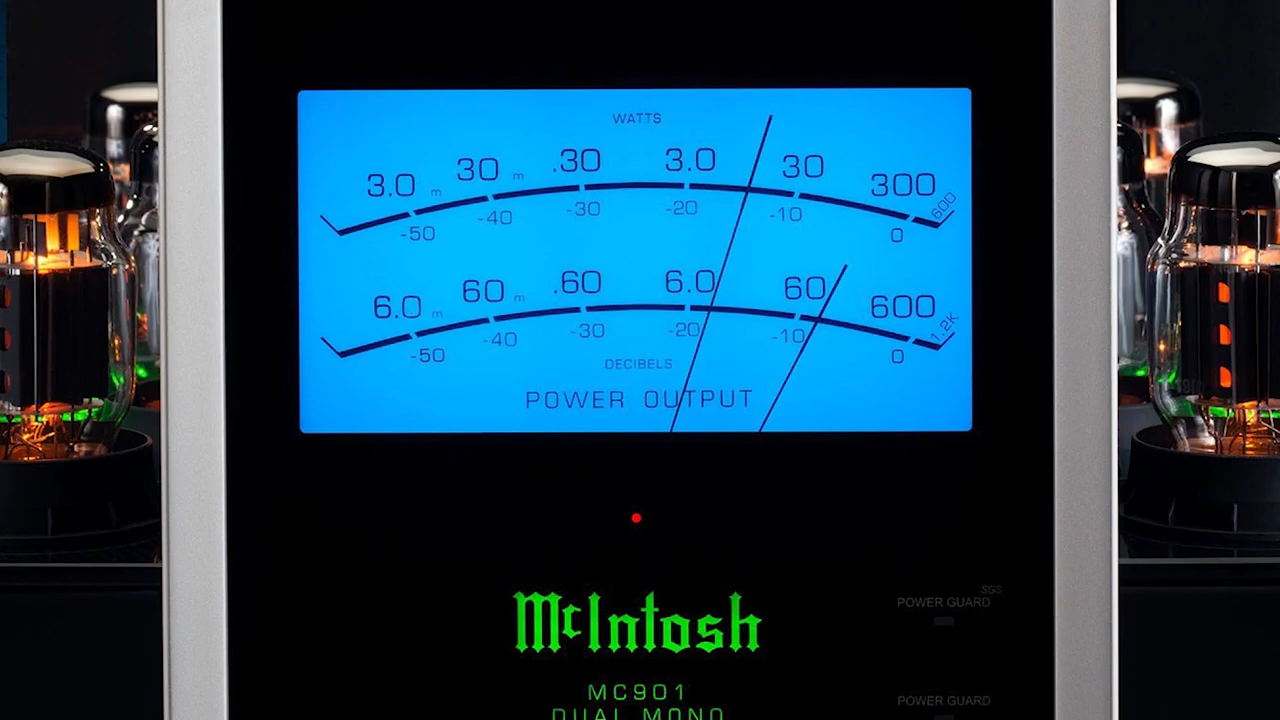 WATTS
3.0 m 30 m .30 3.0 30 300 600
-50 -40 -30 -20 -10 0
6.0 m 60 m .60 6.0 60 600 1.2K
-50 -40 -30 -20 -10 0
DECIBELS
POWER OUTPUT
McIntosh
SGS
POWER GUARD
MC901
DUAL MONO
POWER GUARD